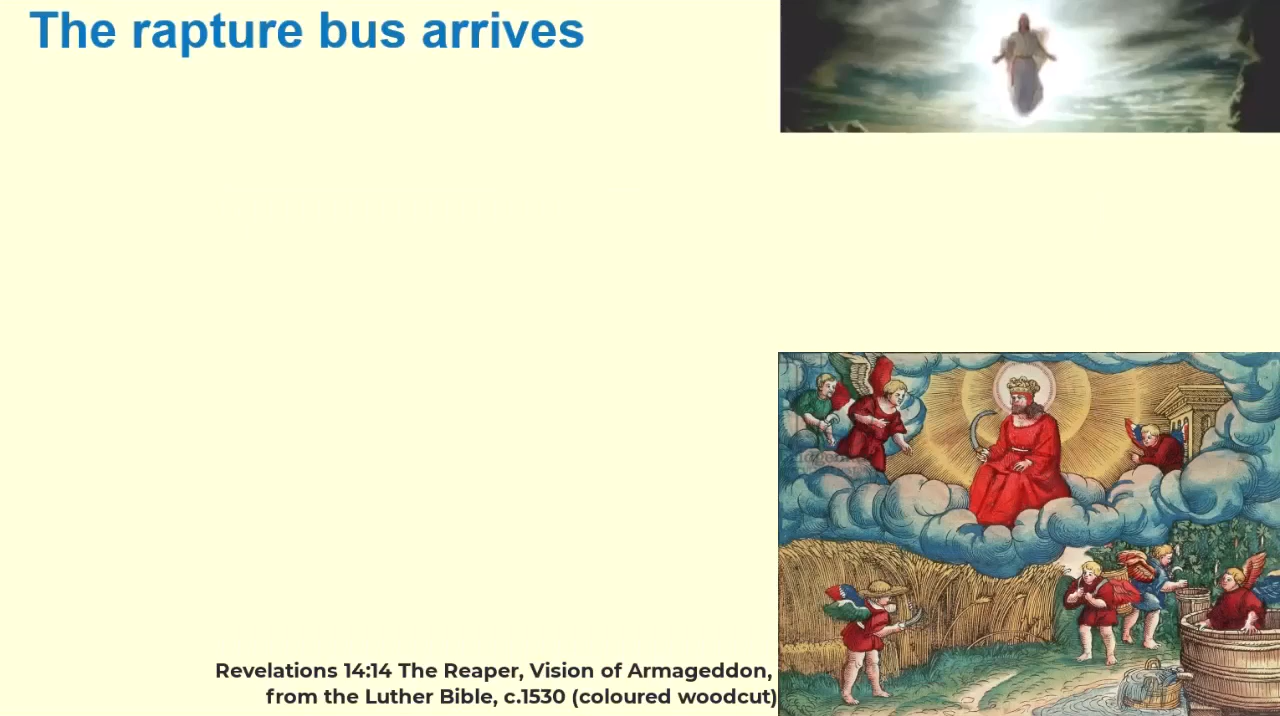 The rapture bus arrives
Revelations 14:14 The Reaper, Vision of Armageddon,
from the Luther Bible, c.1530 (coloured woodcut)